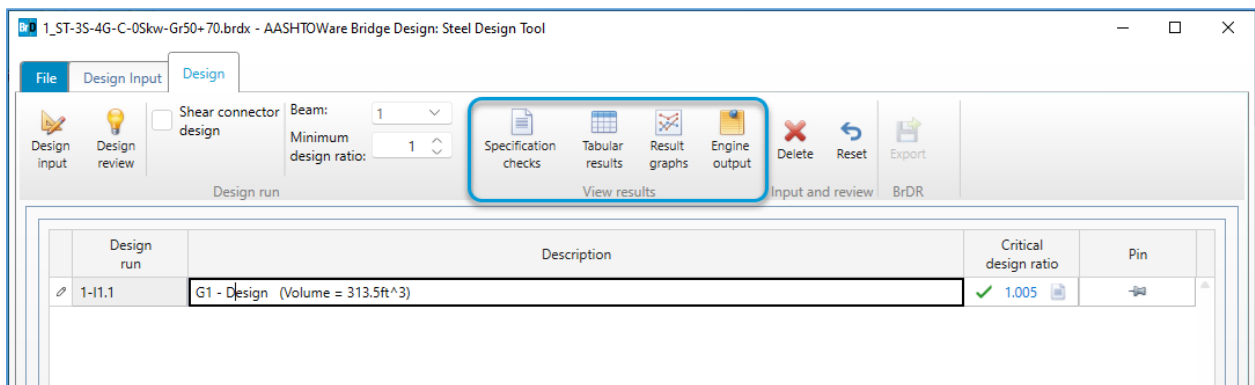 BrD 1_ST-3S-4G-C-0Skw-Gr50+70.brdx - AASHTOWare Bridge Design: Steel Design Tool
File Design Input Design
Design input
Design review
Shear connector design
Beam: 1
Minimum design ratio: 1
Specification checks
Tabular results
Result graphs
Engine output
Delete
Reset
Export
Design run
View results
Input and review
BrDR
Design run
Description
Critical design ratio
Pin
1-I1.1
G1 - Design (Volume = 313.5ft^3)
1.005